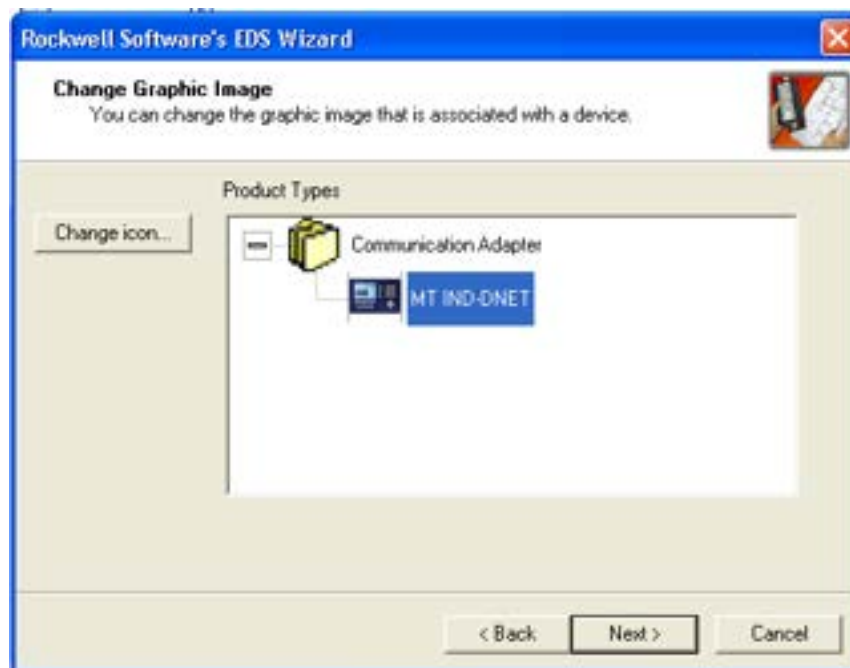 Rockwell Software's EDS Wizard
Change Graphic Image
You can change the graphic image that is associated with a device.
Product Types
Change icon...
Communication Adapter
MT IND-DNET
< Back
Next >
Cancel